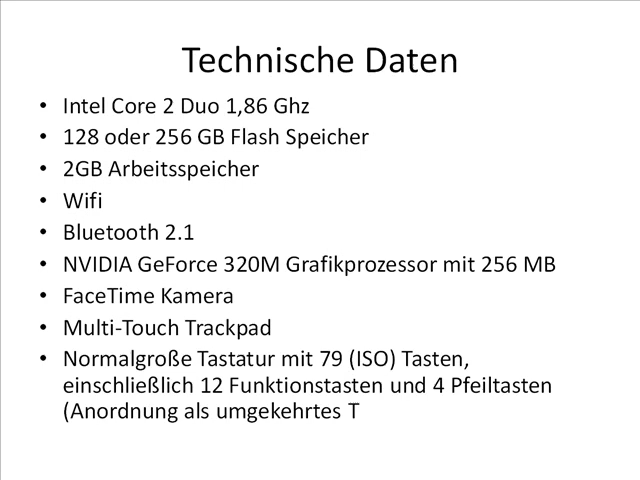 Technische Daten
• Intel Core 2 Duo 1,86 Ghz
• 128 oder 256 GB Flash Speicher
• 2GB Arbeitsspeicher
• Wifi
• Bluetooth 2.1
• NVIDIA GeForce 320M Grafikprozessor mit 256 MB
• FaceTime Kamera
• Multi-Touch Trackpad
• Normalgroße Tastatur mit 79 (ISO) Tasten,
einschließlich 12 Funktionstasten und 4 Pfeiltasten
(Anordnung als umgekehrtes T